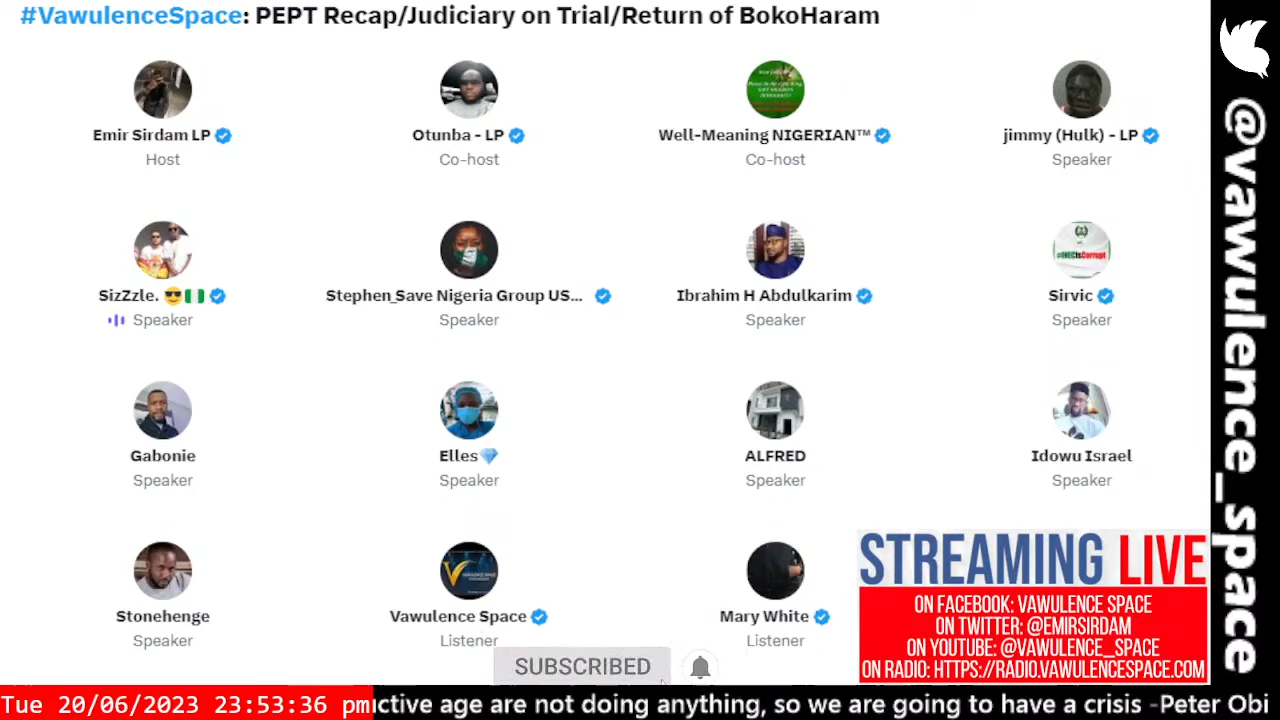 #VawulenceSpace: PEPT Recap/Judiciary on Trial/Return of BokoHaram
Emir Sirdam LP
Host
Otunba - LP
Co-host
Well-Meaning NIGERIAN™
Co-host
jimmy (Hulk) - LP
Speaker
SizZzle. 😎🇳🇬
Speaker
Stephen_Save Nigeria Group US...
Speaker
Ibrahim H Abdulkarim
Speaker
#INECIsCorrupt
Sirvic
Speaker
Gabonie
Speaker
Elles💎
Speaker
ALFRED
Speaker
Idowu Israel
Speaker
Stonehenge
Speaker
Vawulence Space
Listener
Mary White
Listener
STREAMING LIVE
ON FACEBOOK: VAWULENCE SPACE
ON TWITTER: @EMIRSIRDAM
ON YOUTUBE: @VAWULENCE_SPACE
ON RADIO: HTTPS://RADIO.VAWULENCESPACE.COM
SUBSCRIBED
@vawulence_space
Tue 20/06/2023 23:53:36 pm
ctive age are not doing anything, so we are going to have a crisis -Peter Obi